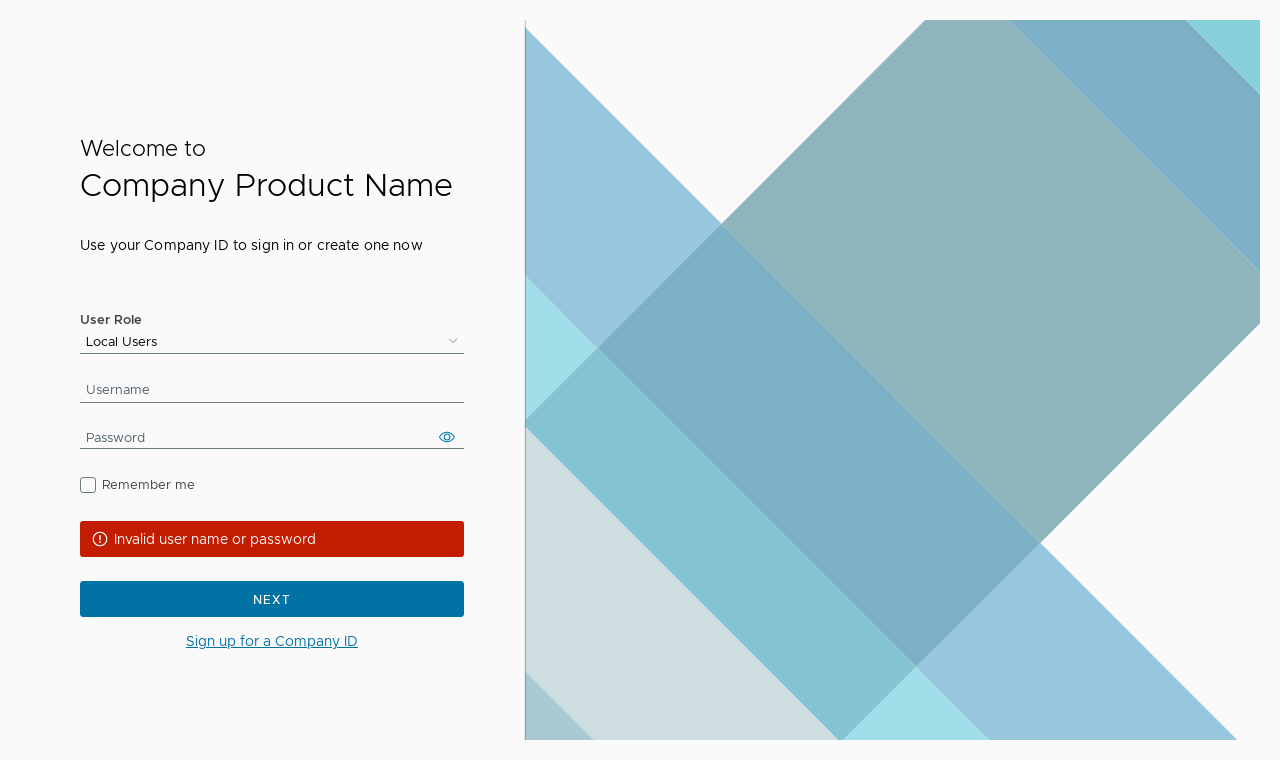 Welcome to
Company Product Name
Use your Company ID to sign in or create one now
User Role
Local Users
Username
Password
Remember me
Invalid user name or password
NEXT
Sign up for a Company ID